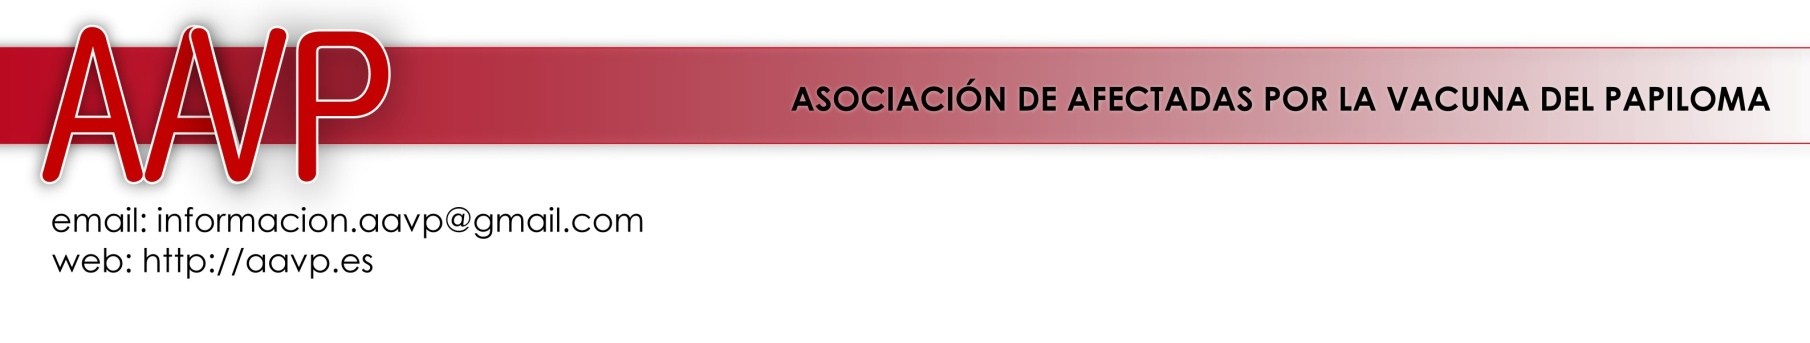 AAVP
ASOCIACIÓN DE AFECTADAS POR LA VACUNA DEL PAPILOMA
email: informacion.aavp@gmail.com
web: http://aavp.es